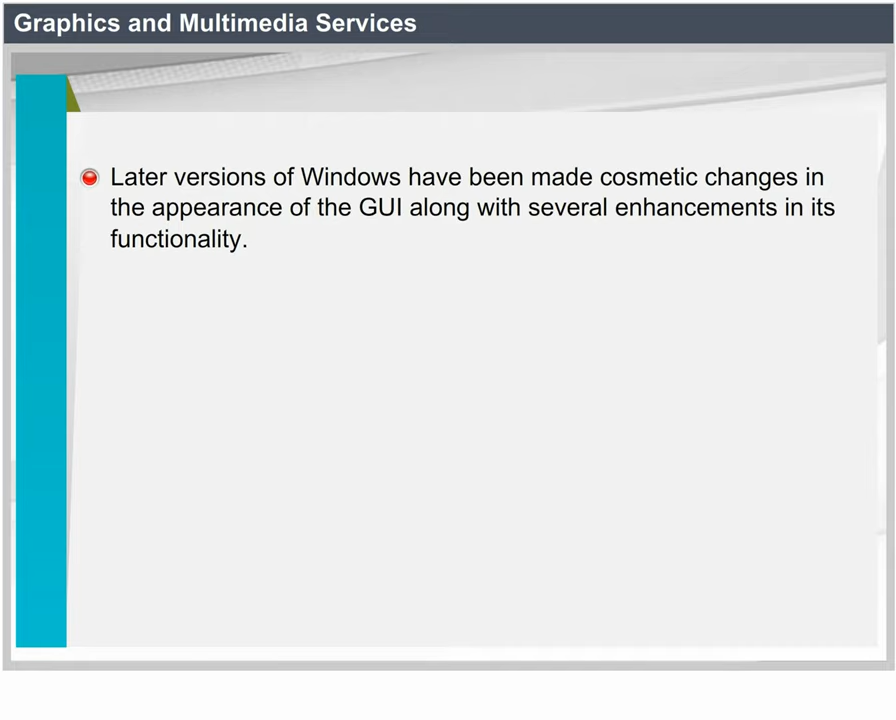 Graphics and Multimedia Services
Later versions of Windows have been made cosmetic changes in
the appearance of the GUI along with several enhancements in its
functionality.